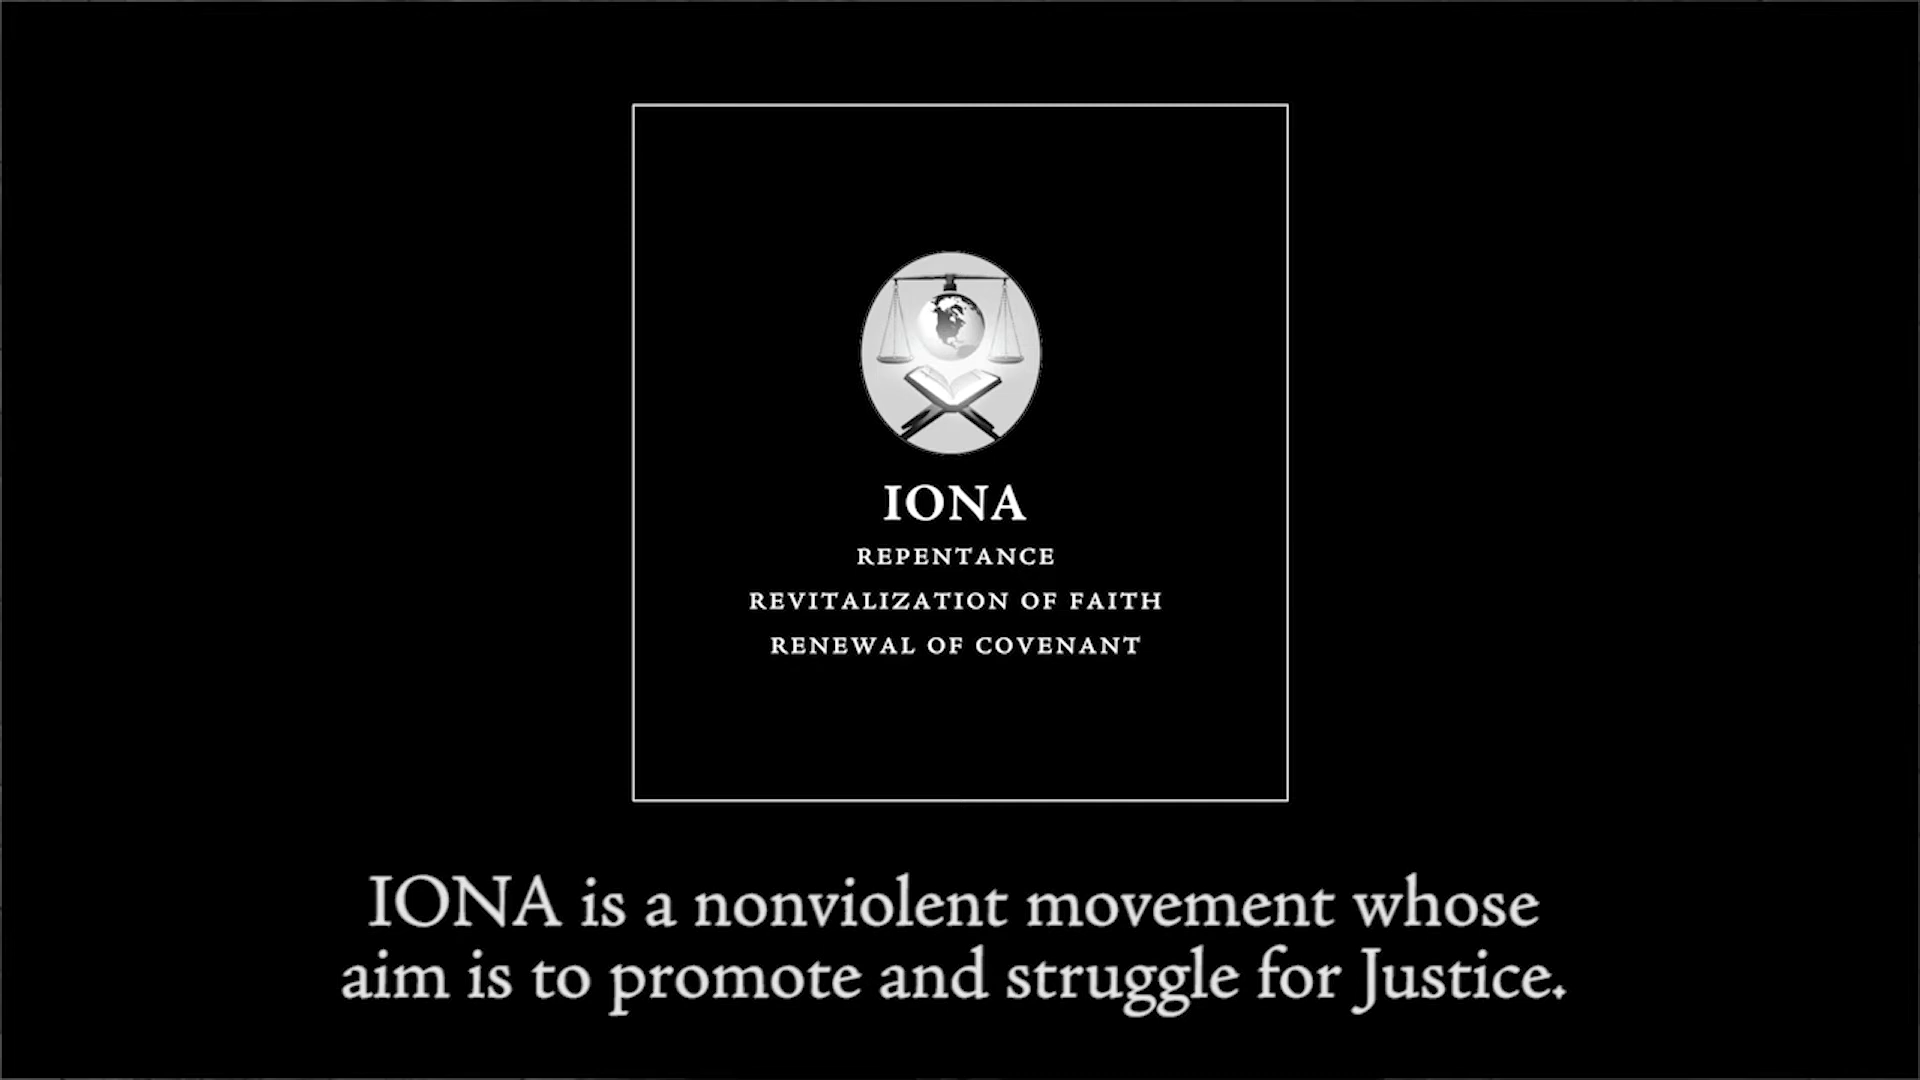 IONA
REPENTANCE
REVITALIZATION OF FAITH
RENEWAL OF COVENANT
IONA is a nonviolent movement whose
aim is to promote and struggle for Justice.